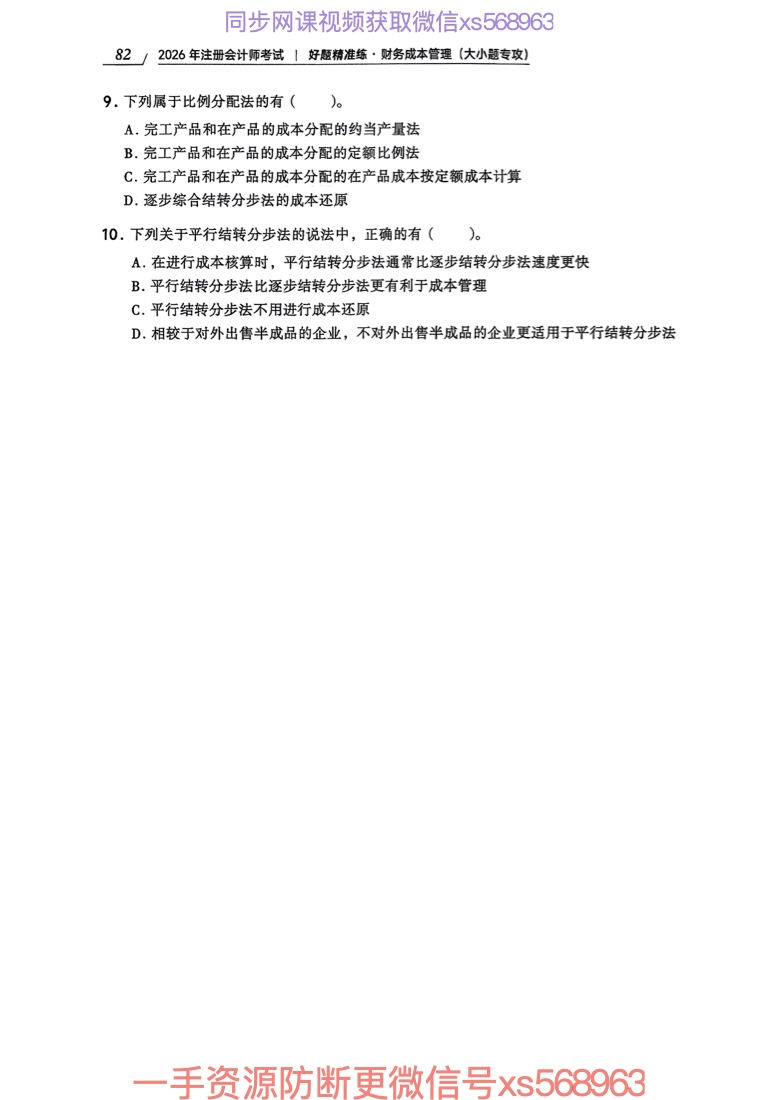 同步网课视频获取微信xs568963
82 / 2026 年注册会计师考试 | 好题精准练·财务成本管理（大小题专攻）
9. 下列属于比例分配法的有（  ）。
A. 完工产品和在产品的成本分配的约当产量法
B. 完工产品和在产品的成本分配的定额比例法
C. 完工产品和在产品的成本分配的在产品成本按定额成本计算
D. 逐步综合结转分步法的成本还原
10. 下列关于平行结转分步法的说法中，正确的有（  ）。
A. 在进行成本核算时，平行结转分步法通常比逐步结转分步法速度更快
B. 平行结转分步法比逐步结转分步法更有利于成本管理
C. 平行结转分步法不用进行成本还原
D. 相较于对外出售半成品的企业，不对外出售半成品的企业更适用于平行结转分步法
一手资源防断更微信号xs568963